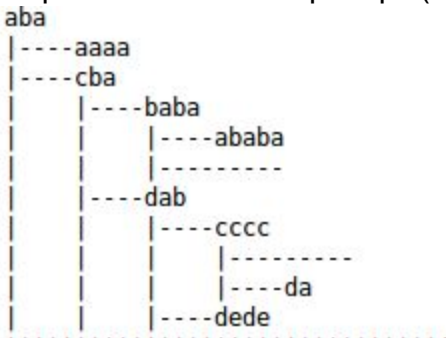 aba
|----aaaa
|----cba
|    |----baba
|    |    |----ababa
|    |    |---------
|    |----dab
|    |    |----cccc
|    |    |    |---------
|    |    |    |----da
|    |    |----dede